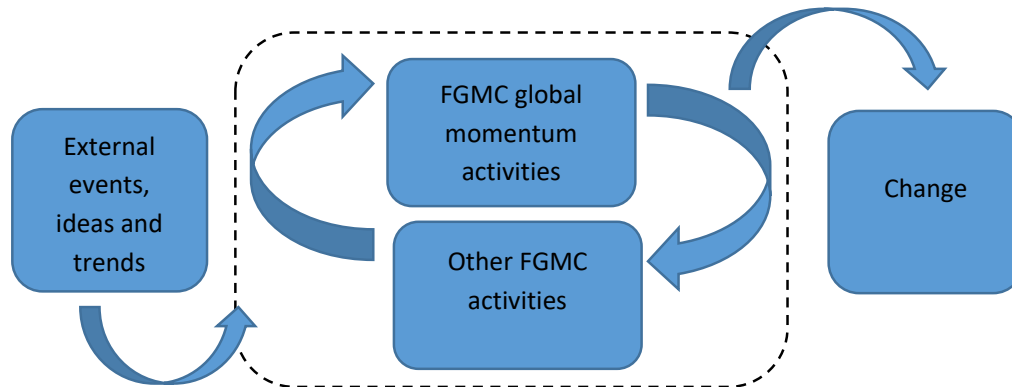 External
events,
ideas and
trends
FGMC global
momentum
activities
Other FGMC
activities
Change